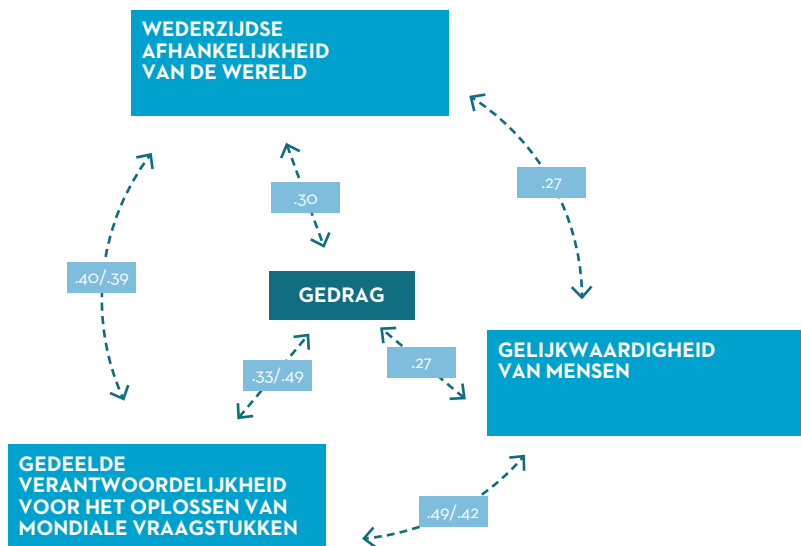 WEDERZIJDSE
AFHANKELIJKHEID
VAN DE WERELD
.27
.30
.40/.39
GEDRAG
GELIJKWAARDIGHEID
VAN MENSEN
.33/.49
.27
GEDEELDE
VERANTWOORDELIJKHEID
VOOR HET OPLOSSEN VAN
MONDIALE VRAAGSTUKKEN
.49/.42